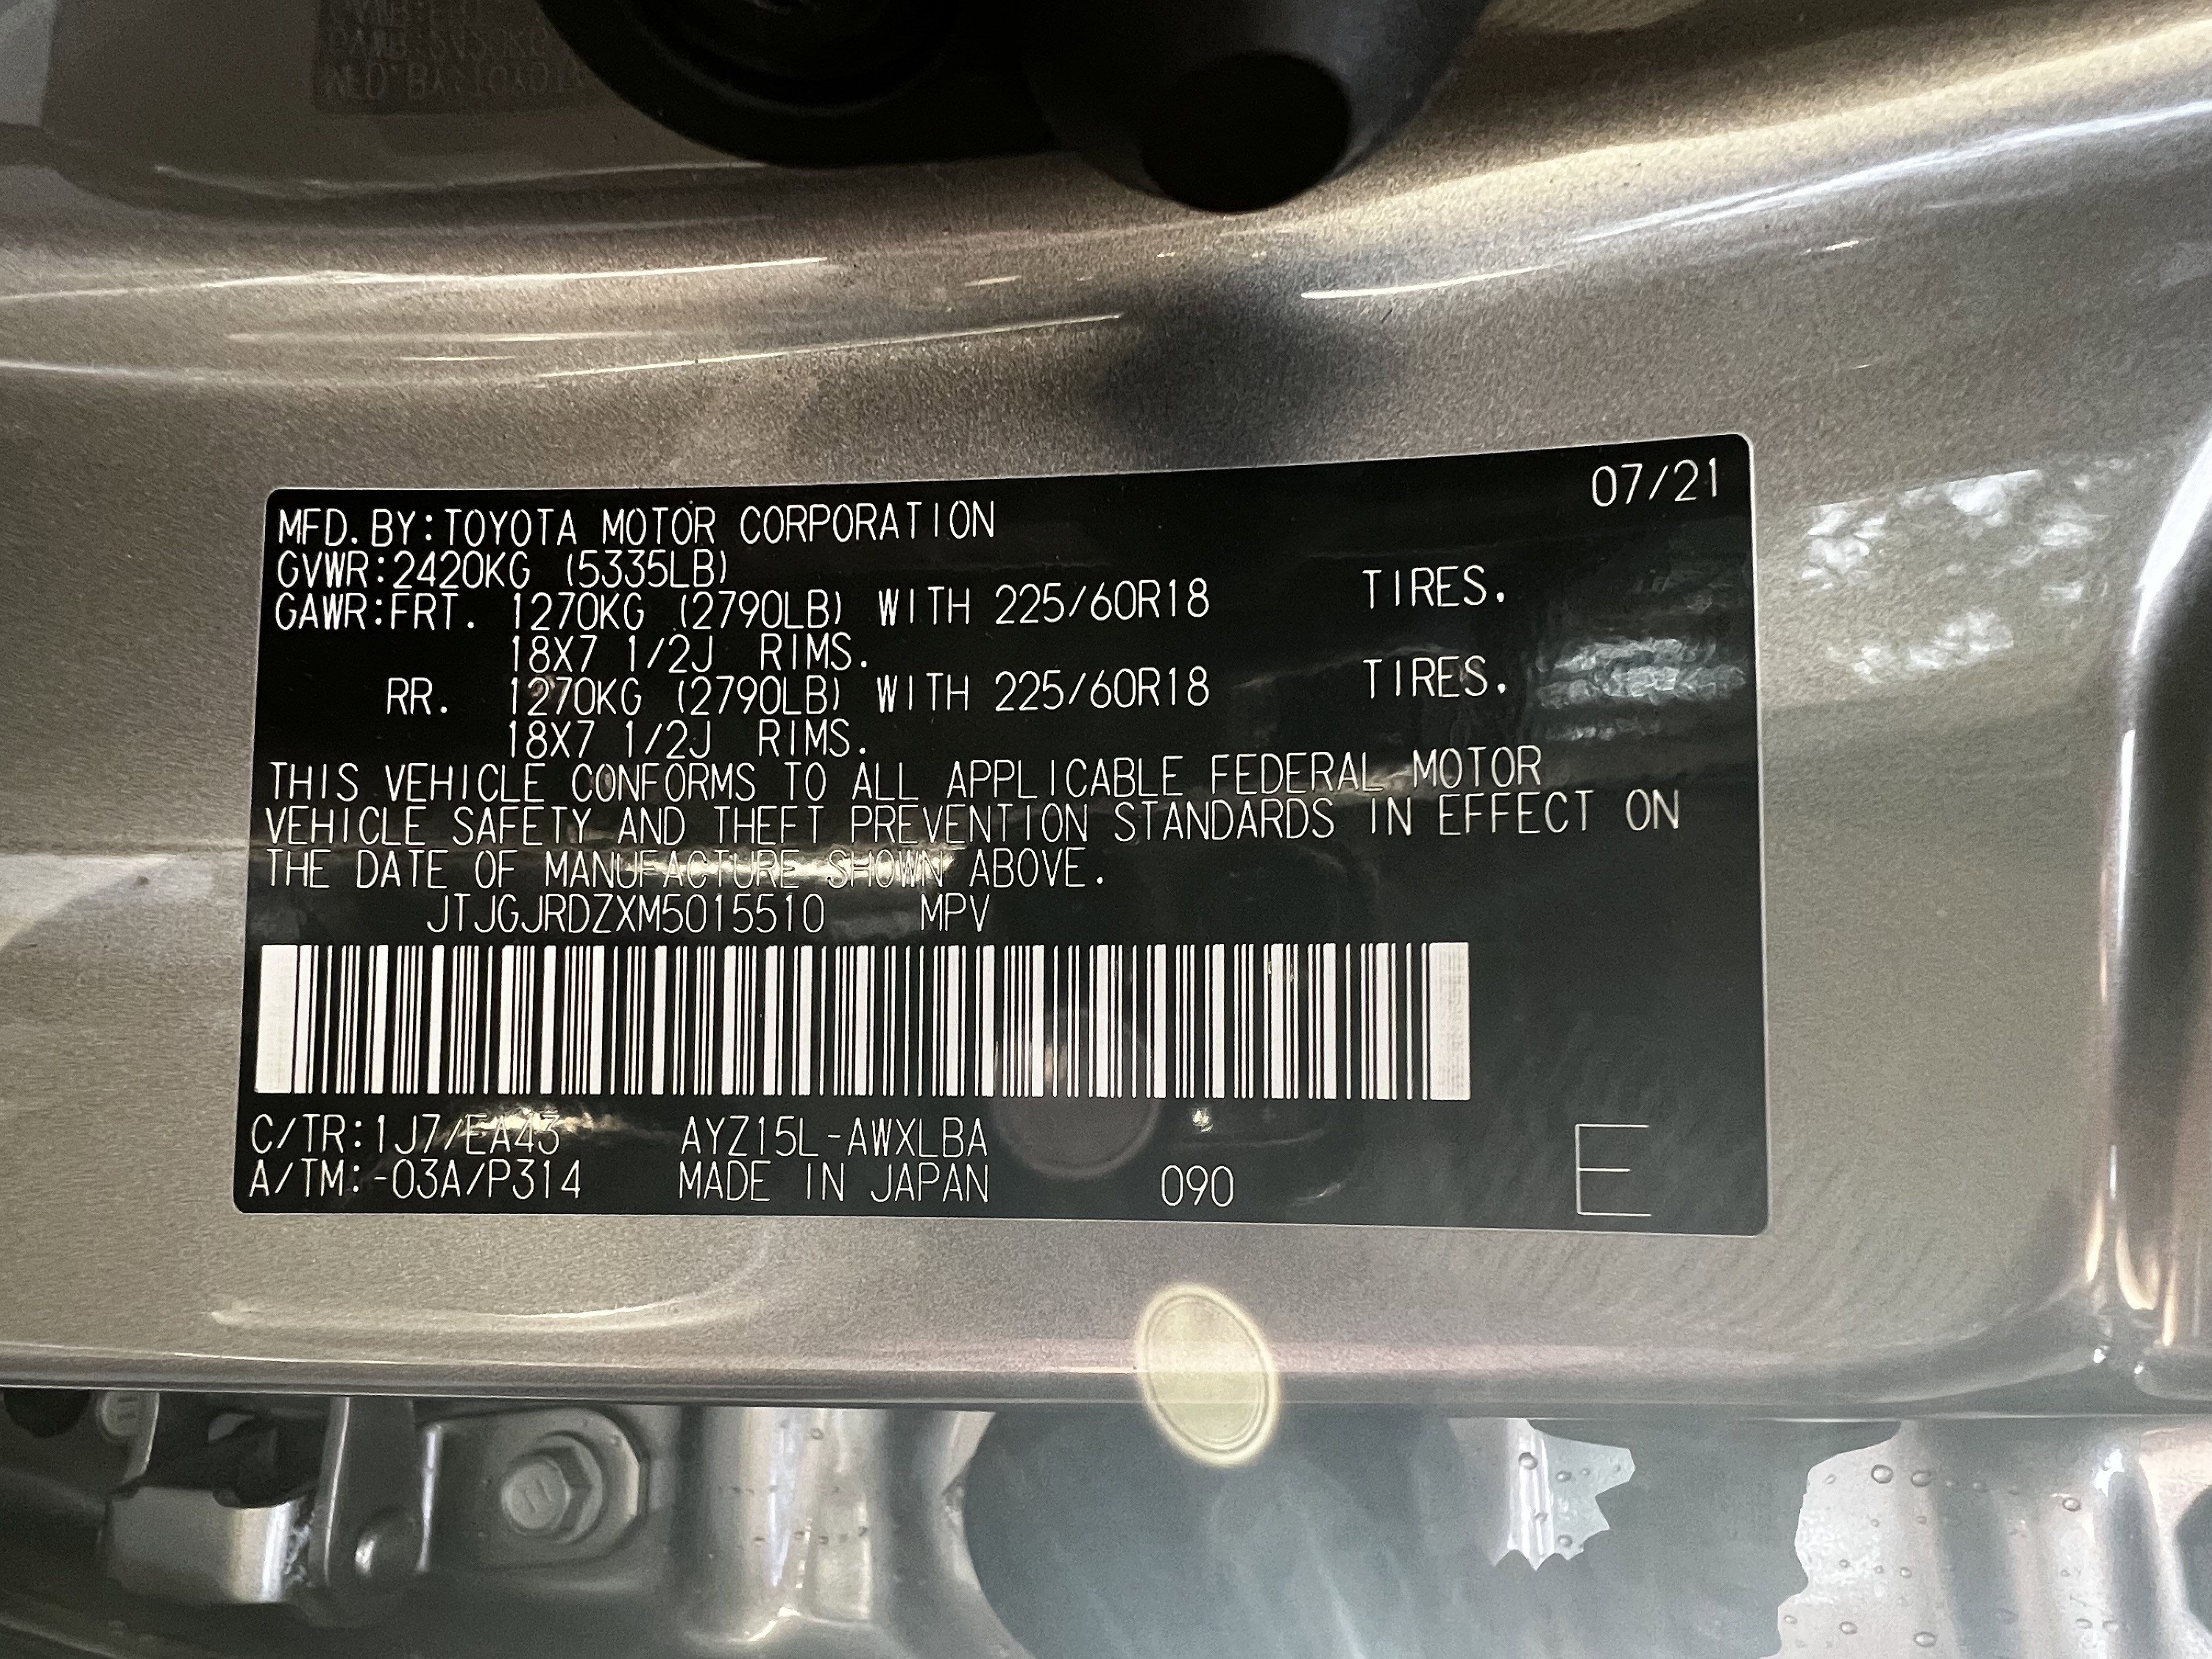 07/21
MFD.BY:TOYOTA MOTOR CORPORATION
GVWR:2420KG (5335LB)
GAWR:FRT. 1270KG (2790LB) WITH 225/60R18 TIRES.
18X7 1/2J RIMS.
RR. 1270KG (2790LB) WITH 225/60R18 TIRES.
18X7 1/2J RIMS.
THIS VEHICLE CONFORMS TO ALL APPLICABLE FEDERAL MOTOR
VEHICLE SAFETY AND THEFT PREVENTION STANDARDS IN EFFECT ON
THE DATE OF MANUFACTURE SHOWN ABOVE.
JTJGJRDZXM5015510 MPV
C/TR:1J7/EA43 AYZ15L-AWXLBA
A/TM:-03A/P314 MADE IN JAPAN 090 E